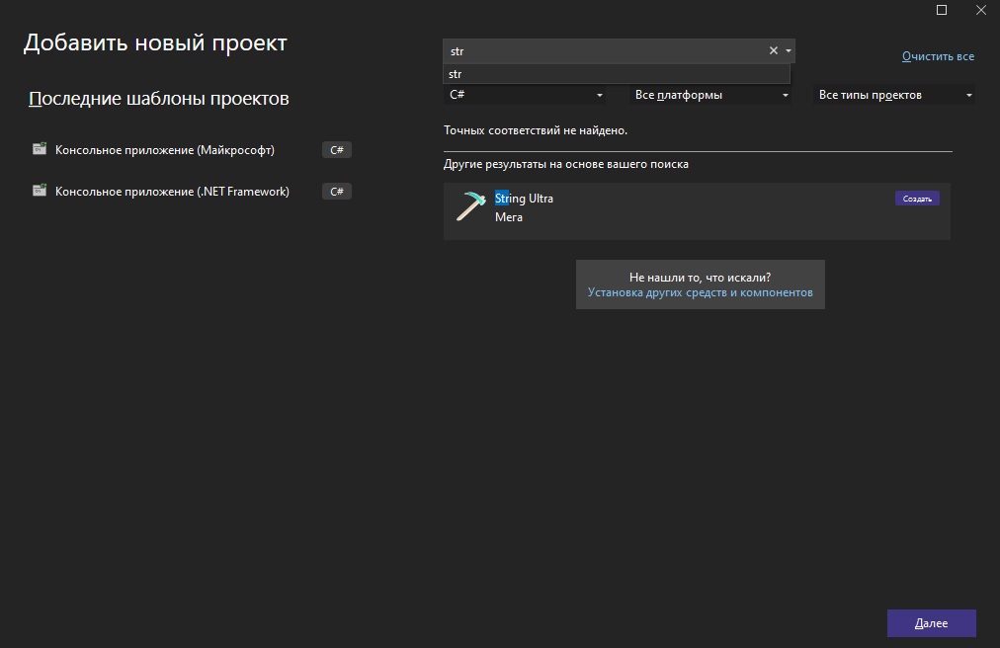 Добавить новый проект
Последние шаблоны проектов
Консольное приложение (Майкрософт) C#
Консольное приложение (.NET Framework) C#
str
str
Очистить все
C# Все платформы Все типы проектов
Точных соответствий не найдено.
Другие результаты на основе вашего поиска
String Ultra Создать
Мега
Не нашли то, что искали?
Установка других средств и компонентов
Далее